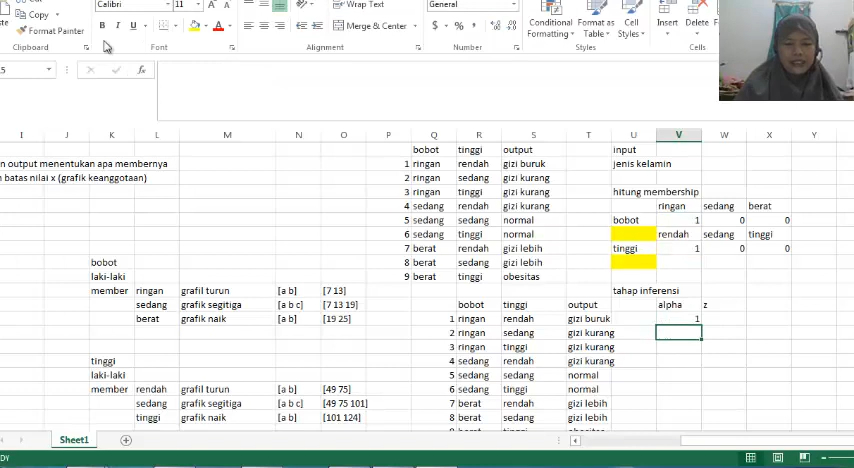 Calibri 11 A A Wrap Text General
Copy
Format Painter
B I U A Merge & Center $ % , Conditional Formatting Format as Table Cell Styles Insert Delete
Clipboard Font Alignment Number Styles Cells
5 fx
I J K L M N O P Q R S T U V W X Y
bobot tinggi output input
n output menentukan apa membernya 1 ringan rendah gizi buruk jenis kelamin
batas nilai x (grafik keanggotaan) 2 ringan sedang gizi kurang
3 ringan tinggi gizi kurang hitung membership
4 sedang rendah gizi kurang ringan sedang berat
5 sedang sedang normal bobot 1 0 0
6 sedang tinggi normal rendah sedang tinggi
7 berat rendah gizi lebih tinggi 1 0 0
bobot 8 berat sedang gizi lebih
laki-laki 9 berat tinggi obesitas
member ringan grafil turun [a b] [7 13] tahap inferensi
sedang grafik segitiga [a b c] [7 13 19] bobot tinggi output alpha z
berat grafik naik [a b] [19 25] 1 ringan rendah gizi buruk 1
2 ringan sedang gizi kurang
3 ringan tinggi gizi kurang
tinggi 4 sedang rendah gizi kurang
laki-laki 5 sedang sedang normal
member rendah grafil turun [a b] [49 75] 6 sedang tinggi normal
sedang grafik segitiga [a b c] [49 75 101] 7 berat rendah gizi lebih
tinggi grafik naik [a b] [101 124] 8 berat sedang gizi lebih
9 berat tinggi obesitas
Sheet1